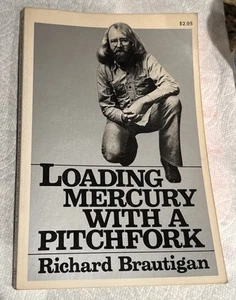 $2.95
LOADING
MERCURY
WITH A
PITCHFORK
Richard Brautigan